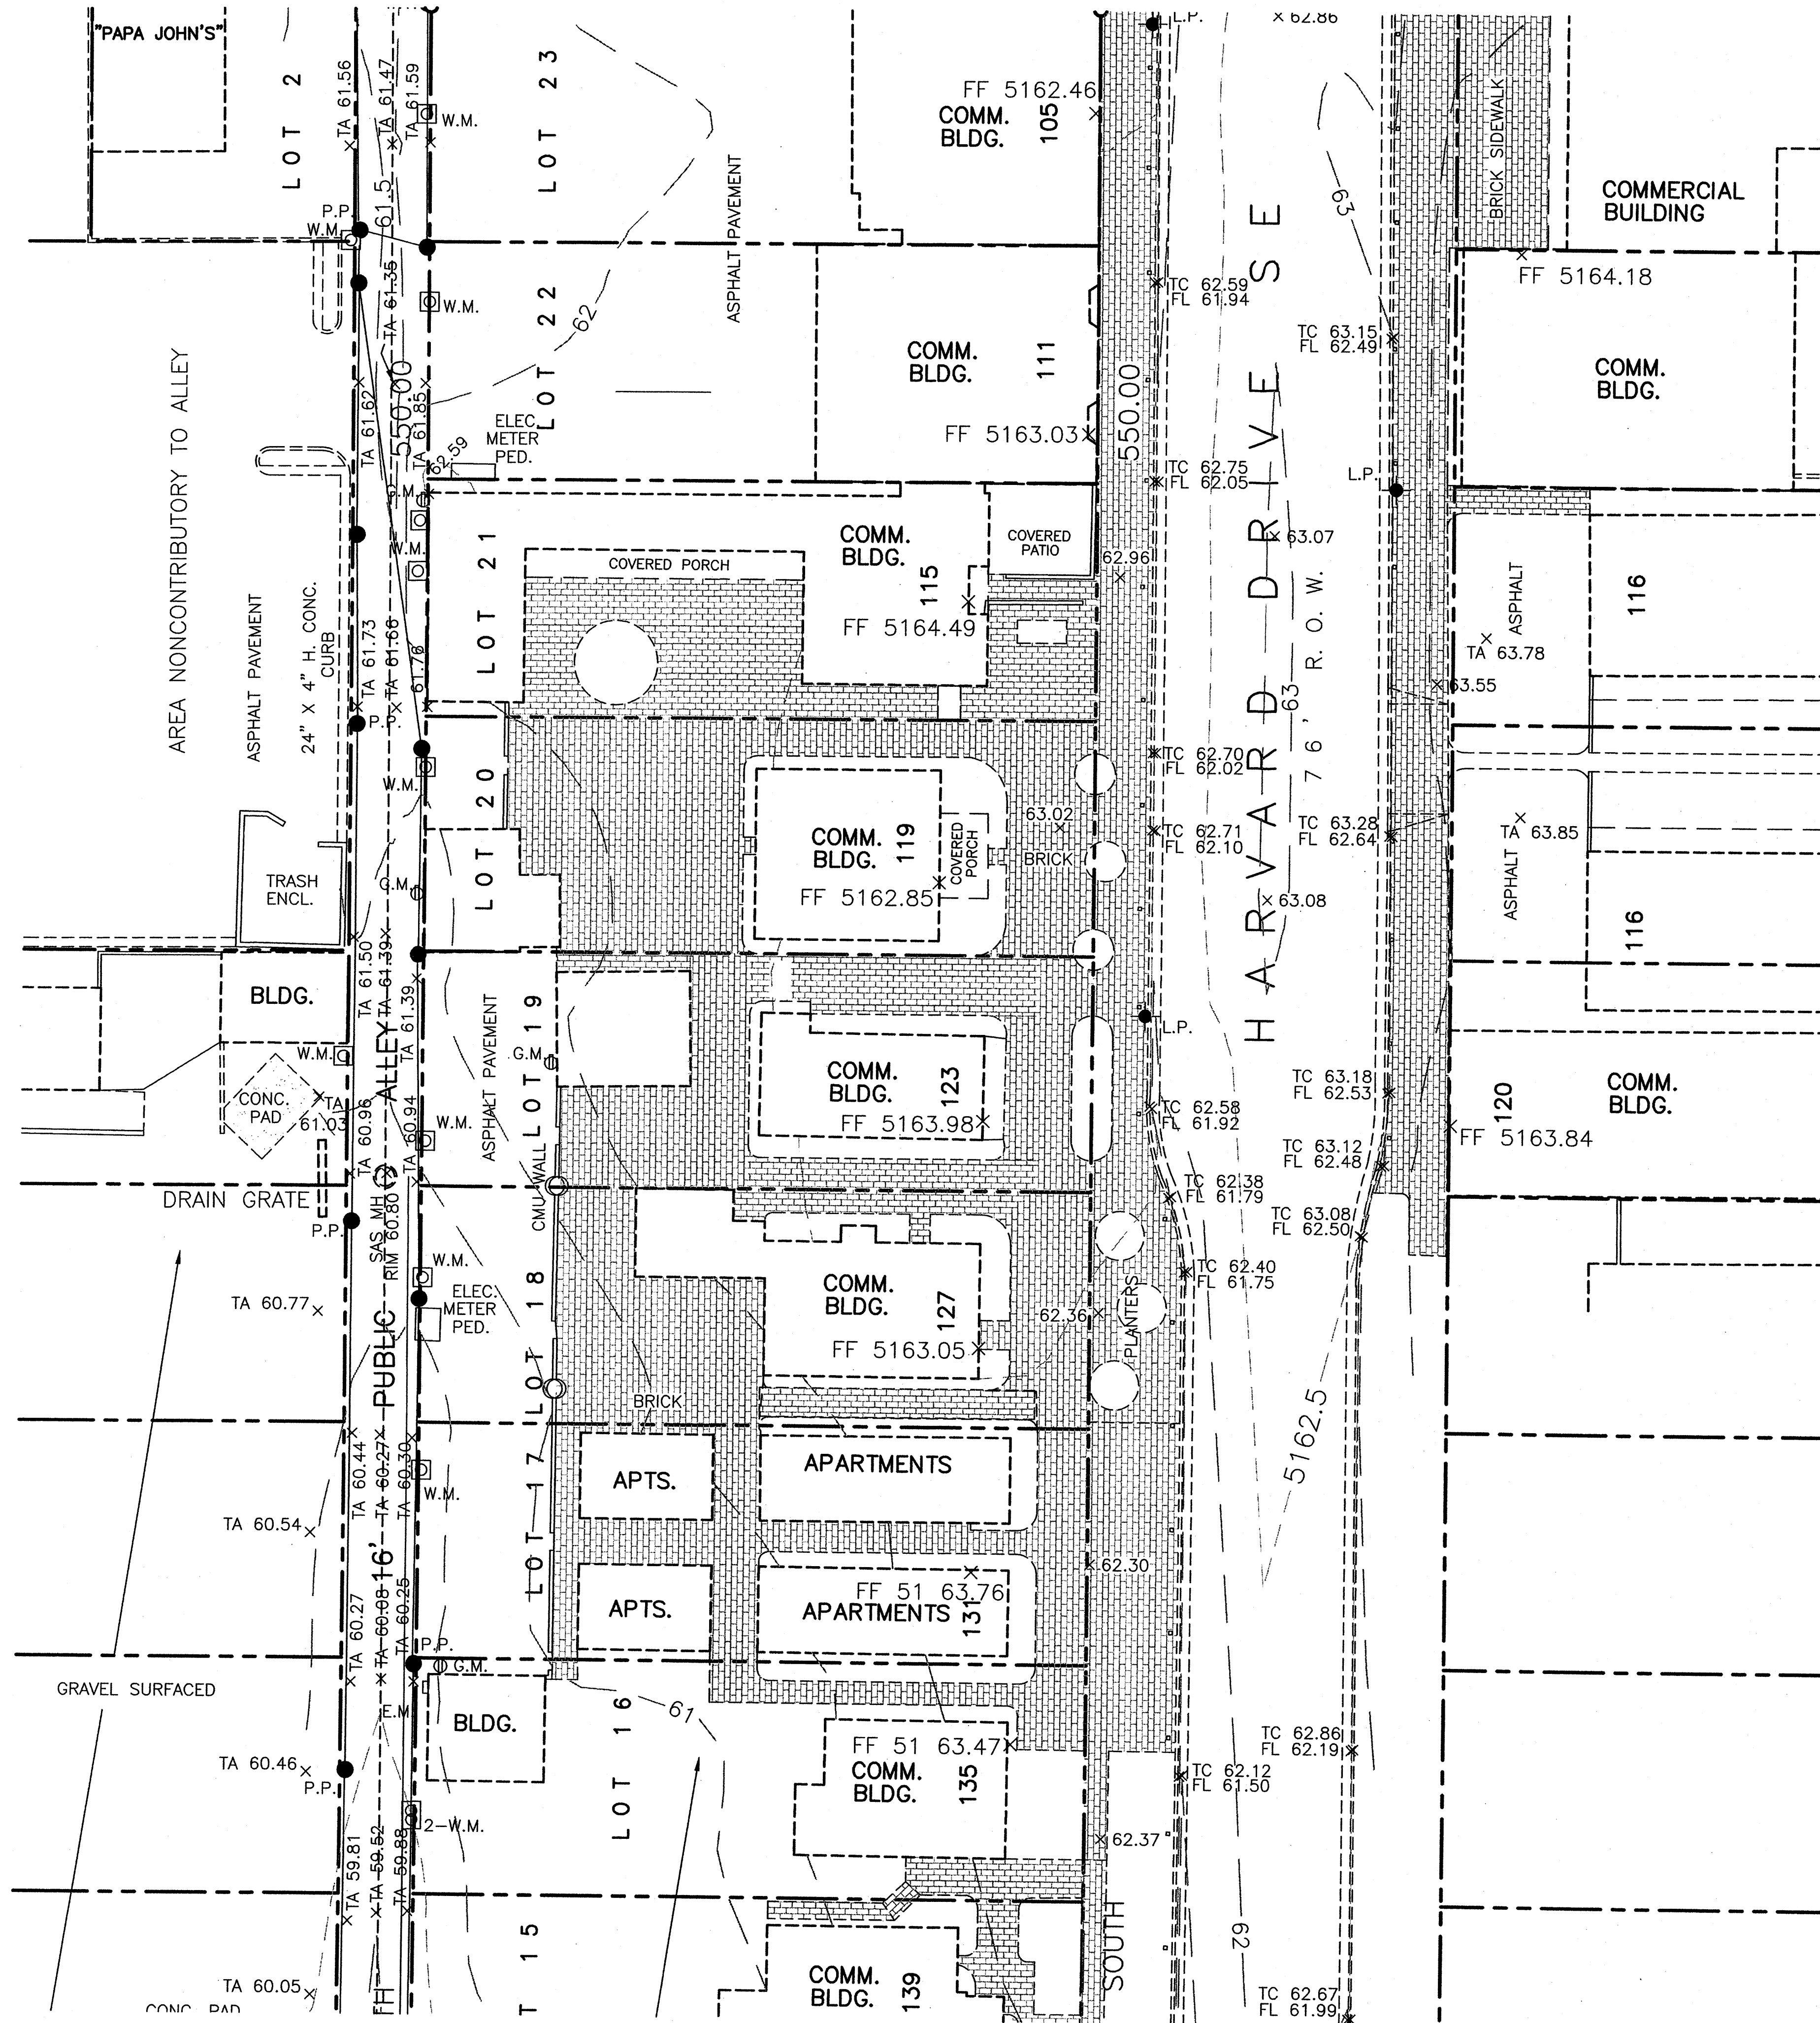 "PAPA JOHN'S"
LOT 2
TA 61.56
TA 61.47
TA 61.59
W.M.
LOT 23
FF 5162.46
COMM.
BLDG.
105
L.P.
62.86
BRICK SIDEWALK
COMMERCIAL
BUILDING
ASPHALT PAVEMENT
P.P.
W.M.
61.5
TA 61.35
W.M.
LOT 22
62
63
FF 5164.18
TC 62.59
FL 61.94
TC 63.15
FL 62.49
COMM.
BLDG.
111
COMM.
BLDG.
AREA NONCONTRIBUTORY TO ALLEY
550.00
TA 61.62
TA 61.85
62.59
ELEC.
METER
PED.
FF 5163.03
550.00
TC 62.75
FL 62.05
L.P.
HARVARD DRIVE SE
G.M.
W.M.
LOT 21
COVERED PORCH
COMM.
BLDG.
115
FF 5164.49
COVERED
PATIO
62.96
63.07
76' R.O.W.
63
ASPHALT
TA 63.78
63.55
116
ASPHALT PAVEMENT
24" X 4" H. CONC.
CURB
TA 61.73
TA 61.66
61.76
P.P.
W.M.
LOT 20
TC 62.70
FL 62.02
COMM.
BLDG.
119
FF 5162.85
COVERED
PORCH
63.02
BRICK
TC 62.71
FL 62.10
TC 63.28
FL 62.64
63.08
TA 63.85
ASPHALT
116
TRASH
ENCL.
G.M.
TA 61.50
TA 61.39
TA 61.39
BLDG.
W.M.
CONC.
PAD
TA
61.03
ASPHALT PAVEMENT
LOT 19
G.M.
COMM.
BLDG.
123
FF 5163.98
L.P.
TC 62.58
FL 61.92
TC 63.18
FL 62.53
120
COMM.
BLDG.
FF 5163.84
TC 63.12
FL 62.48
TA 60.96
TA 60.94
W.M.
CMU WALL
DRAIN GRATE
P.P.
SAS MH
RIM 60.80
16' PUBLIC ALLEY
TC 62.38
FL 61.79
TC 63.08
FL 62.50
TA 60.77
W.M.
ELEC.
METER
PED.
LOT 18
COMM.
BLDG.
127
FF 5163.05
TC 62.40
FL 61.75
62.36
PLANTERS
BRICK
5162.5
TA 60.44
TA 60.27
TA 60.30
W.M.
TA 60.54
LOT 17
APTS.
APARTMENTS
APTS.
FF 51 63.76
APARTMENTS
131
62.30
TA 60.27
TA 60.08
TA 60.25
P.P.
G.M.
GRAVEL SURFACED
E.M.
BLDG.
LOT 16
61
FF 51 63.47
COMM.
BLDG.
135
TC 62.86
FL 62.19
TC 62.12
FL 61.50
TA 60.46
P.P.
2-W.M.
TA 59.81
TA 59.52
TA 59.88
62.37
SOUTH
62
15
COMM.
BLDG.
139
TC 62.67
FL 61.99
TA 60.05
CONC. PAD